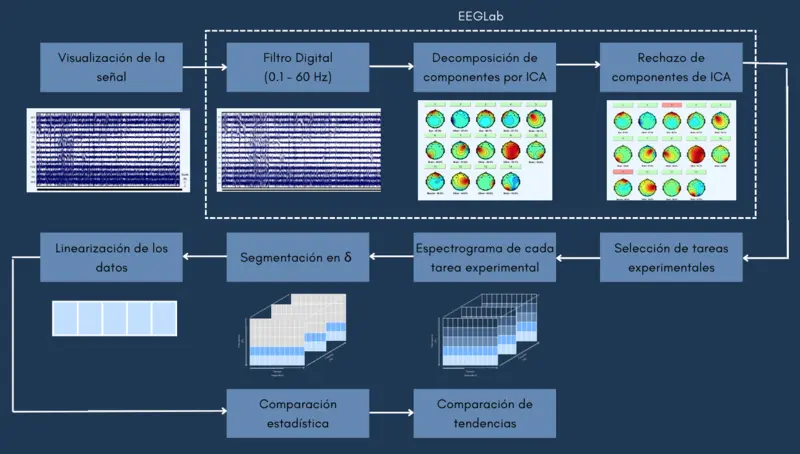 EEGLab
Visualización de la
señal
Filtro Digital
(0.1 - 60 Hz)
Decomposición de
componentes por ICA
Rechazo de
componentes de ICA
Selección de tareas
experimentales
Espectrograma de cada
tarea experimental
Segmentación en δ
Linearización de los
datos
Comparación
estadística
Comparación de
tendencias